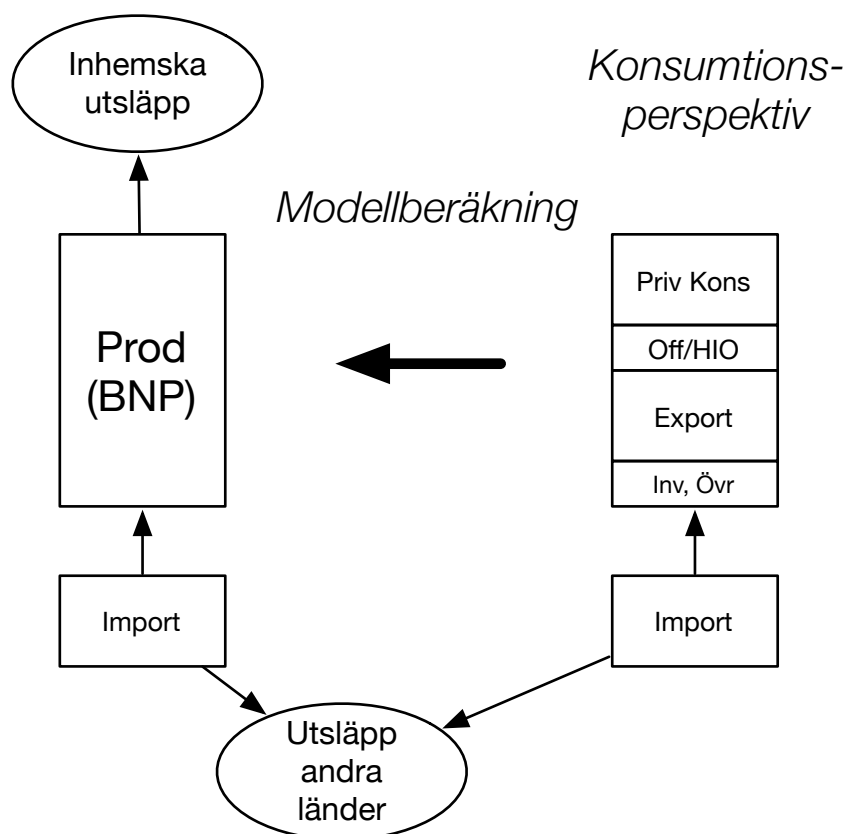 Inhemska
utsläpp
Konsumtions-
perspektiv
Modellberäkning
Prod
(BNP)
Priv Kons
Off/HIO
Export
Inv, Övr
Import
Import
Utsläpp
andra
länder